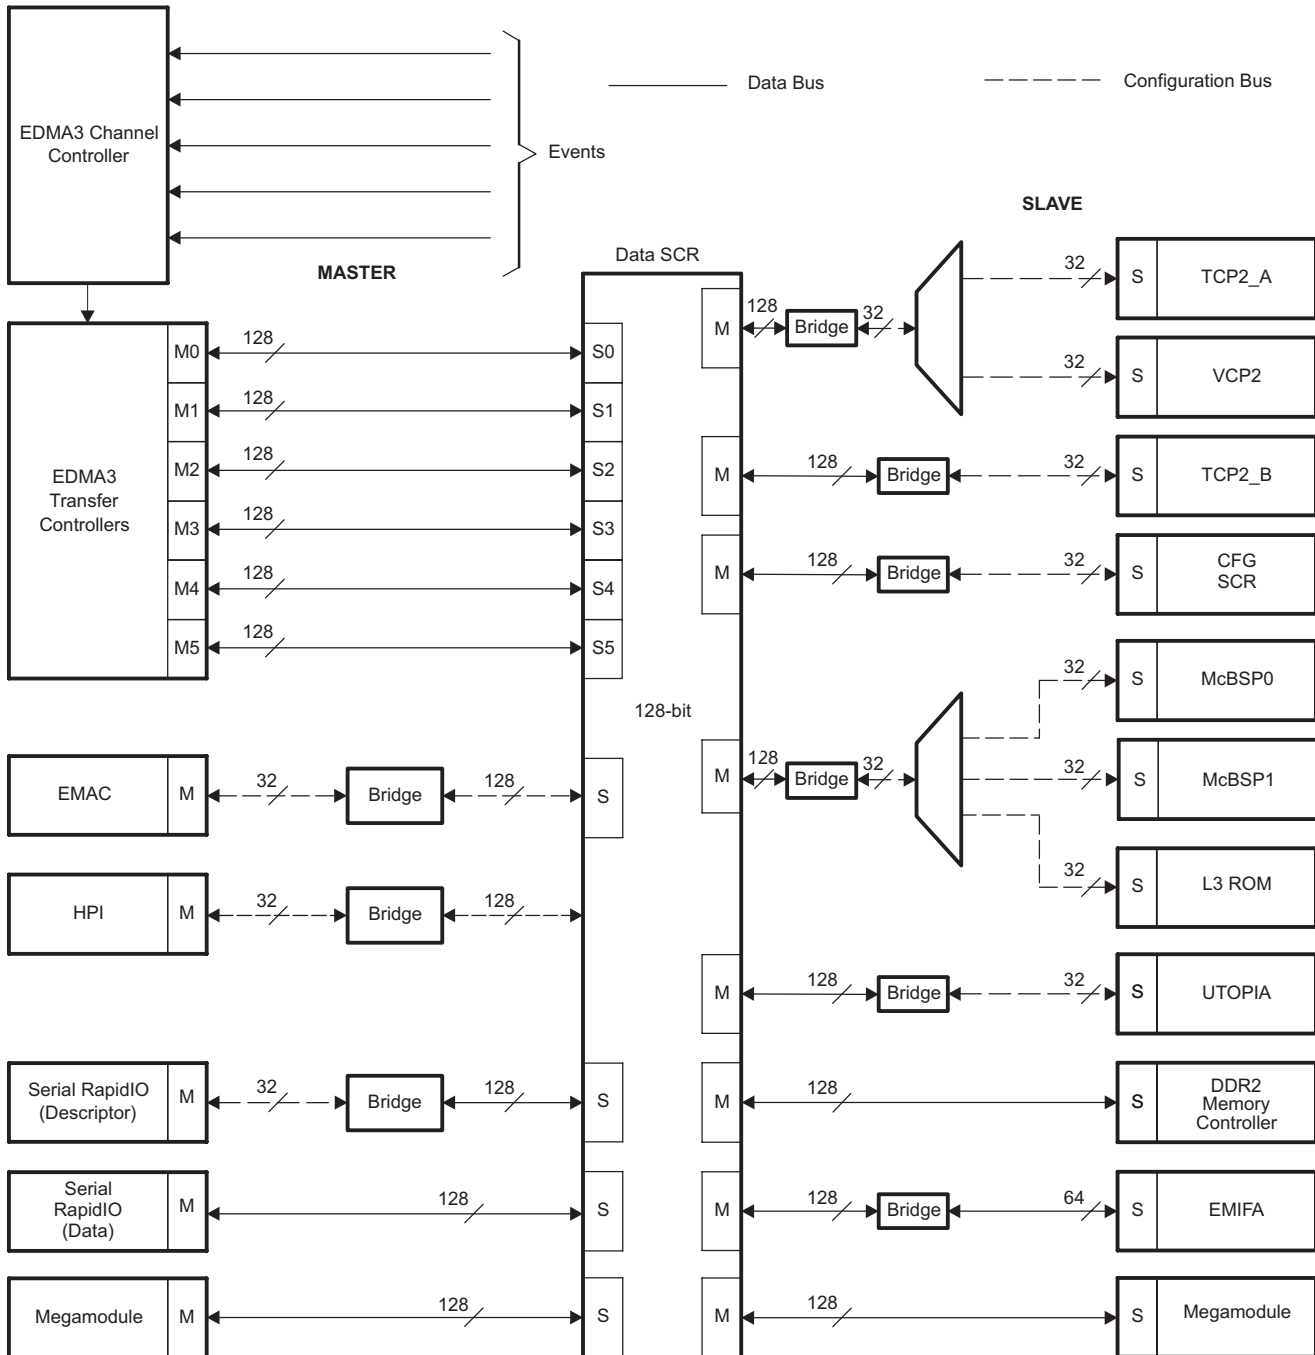 EDMA3 Channel
Controller
Events
Data Bus
Configuration Bus
MASTER
Data SCR
SLAVE
EDMA3
Transfer
Controllers
M0
128
S0
M1
128
S1
M2
128
S2
M3
128
S3
M4
128
S4
M5
128
S5
128-bit
EMAC
M
32
Bridge
128
S
HPI
M
32
Bridge
128
Serial RapidIO
(Descriptor)
M
32
Bridge
128
S
Serial
RapidIO
(Data)
M
128
S
Megamodule
M
128
S
M
128
Bridge
32
32
S
TCP2_A
32
S
VCP2
M
128
Bridge
32
S
TCP2_B
M
128
Bridge
32
S
CFG
SCR
M
128
Bridge
32
32
S
McBSP0
32
S
McBSP1
32
S
L3 ROM
M
128
Bridge
32
S
UTOPIA
M
128
S
DDR2
Memory
Controller
M
128
Bridge
64
S
EMIFA
M
128
S
Megamodule